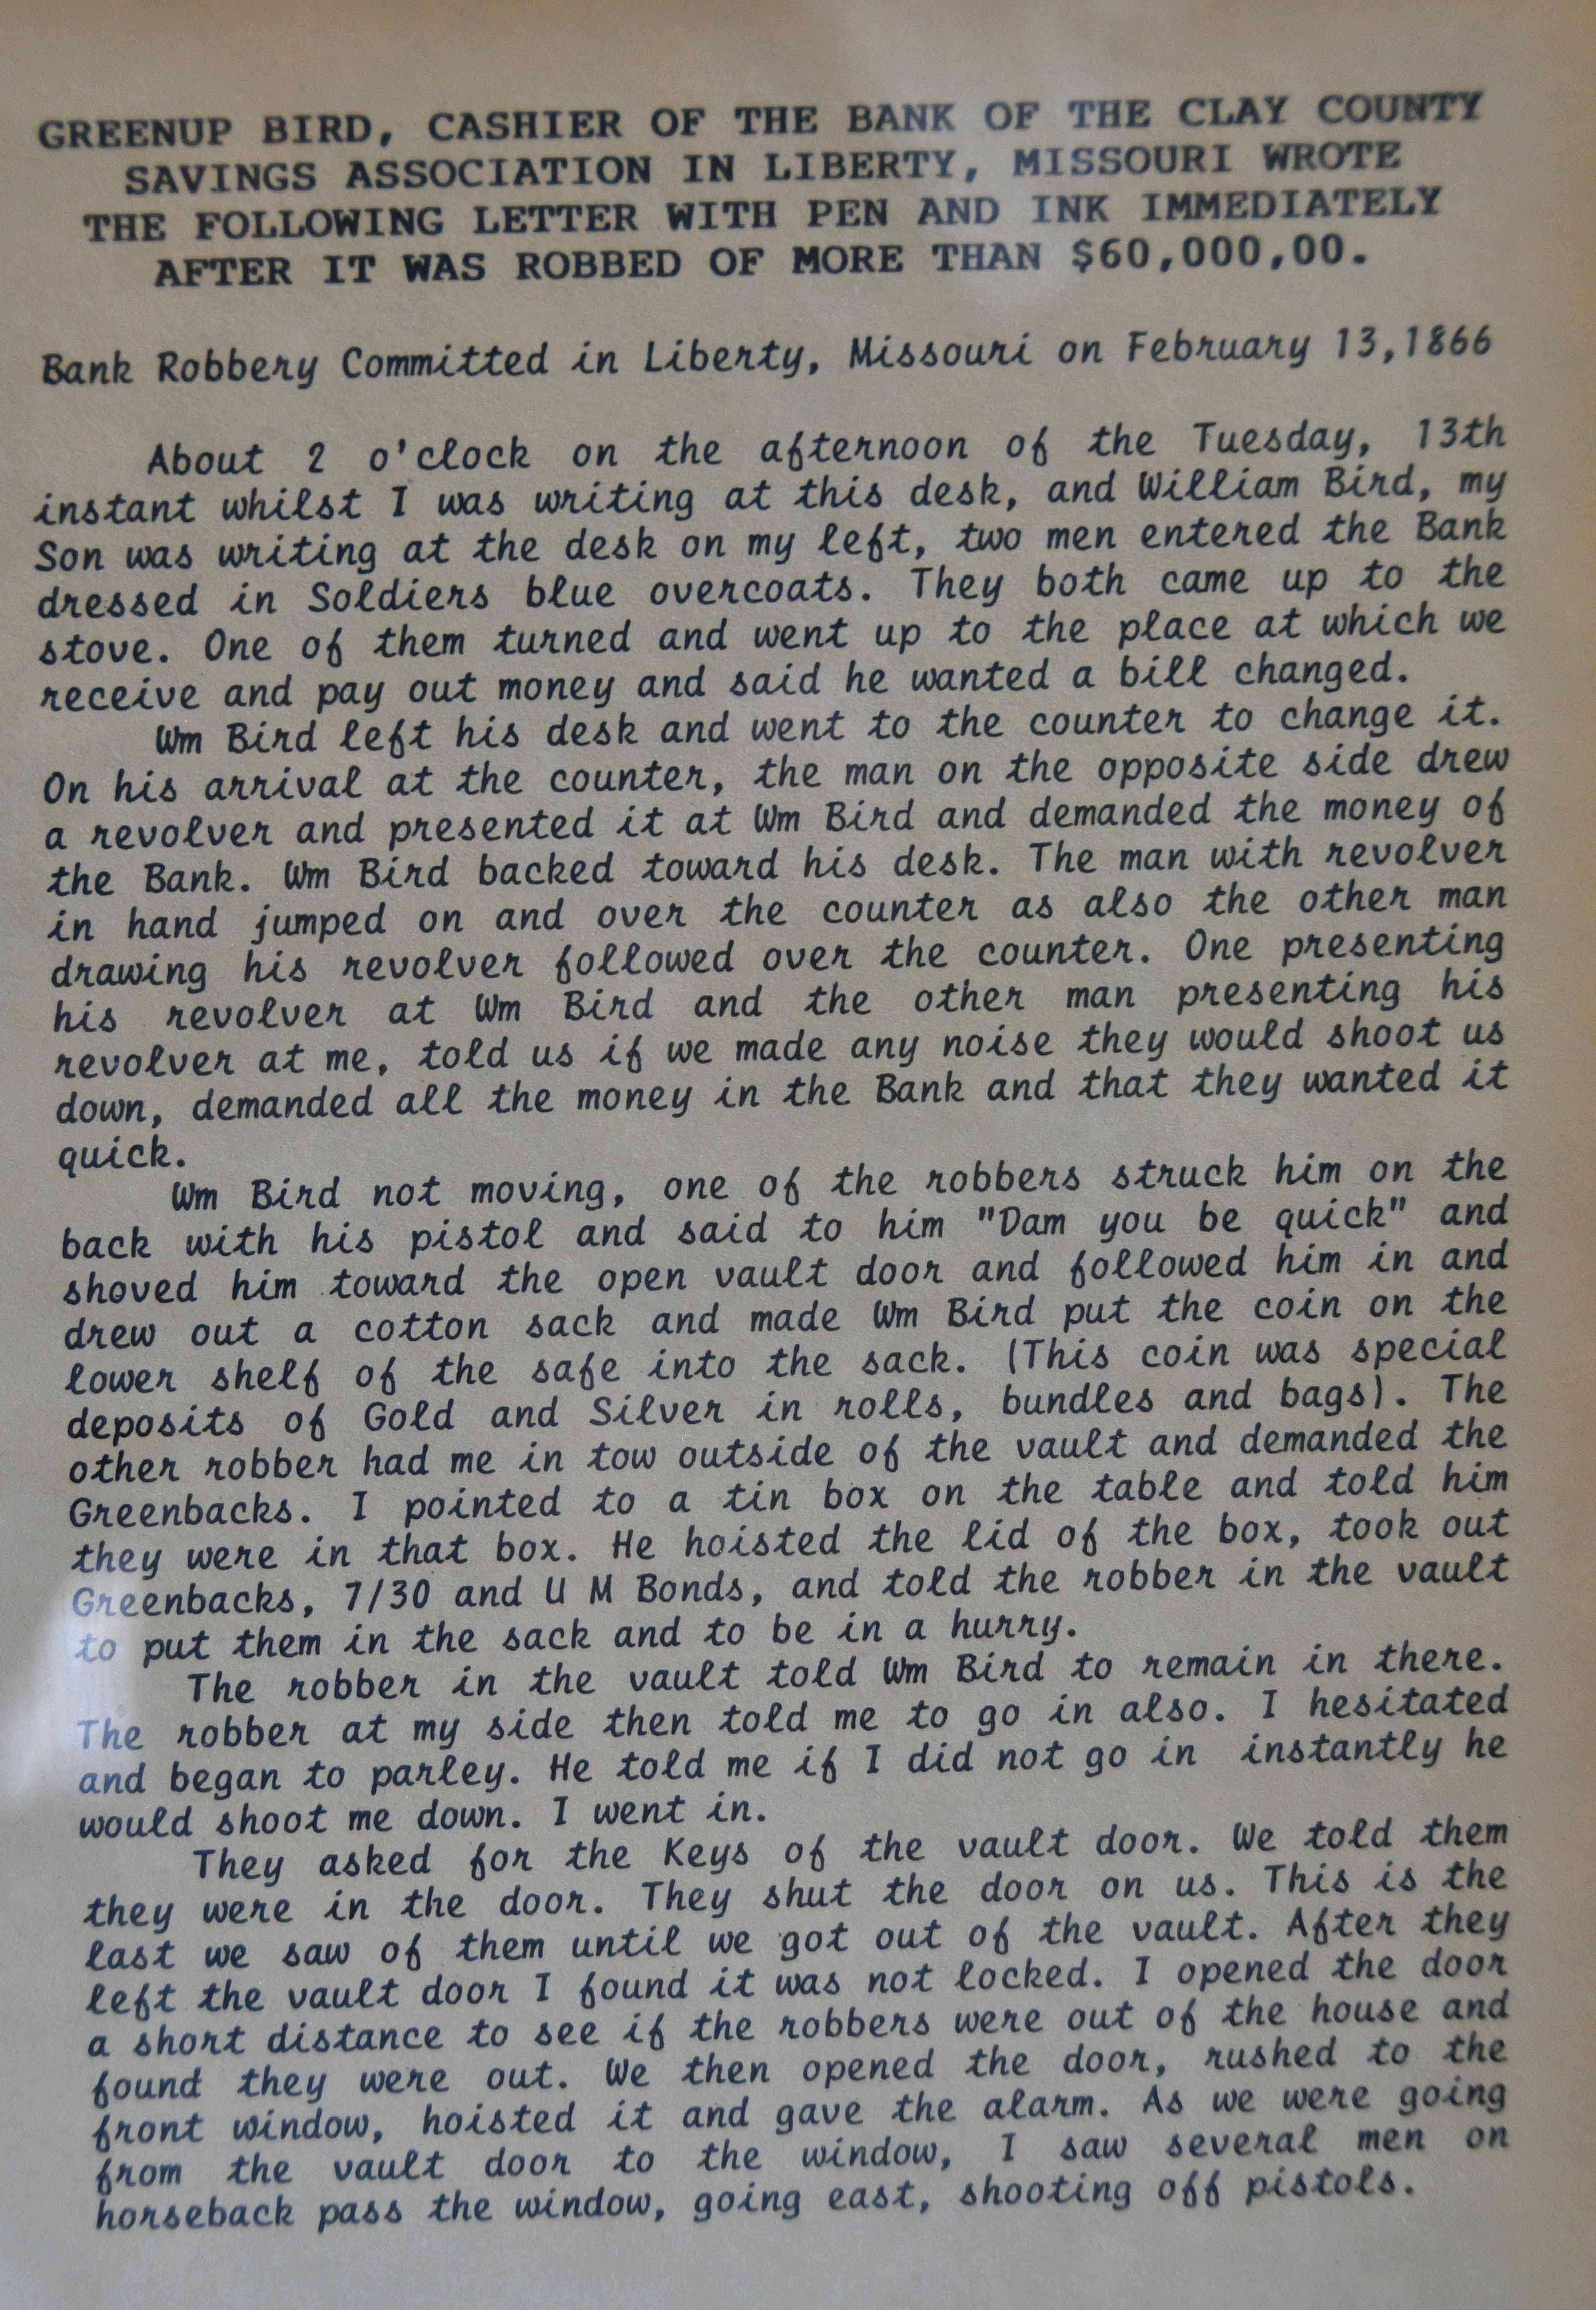 GREENUP BIRD, CASHIER OF THE BANK OF THE CLAY COUNTY
SAVINGS ASSOCIATION IN LIBERTY, MISSOURI WROTE
THE FOLLOWING LETTER WITH PEN AND INK IMMEDIATELY
AFTER IT WAS ROBBED OF MORE THAN $60,000,00.
Bank Robbery Committed in Liberty, Missouri on February 13,1866
About 2 o'clock on the afternoon of the Tuesday, 13th
instant whilst I was writing at this desk, and William Bird, my
Son was writing at the desk on my left, two men entered the Bank
dressed in Soldiers blue overcoats. They both came up to the
stove. One of them turned and went up to the place at which we
receive and pay out money and said he wanted a bill changed.
Wm Bird left his desk and went to the counter to change it.
On his arrival at the counter, the man on the opposite side drew
a revolver and presented it at Wm Bird and demanded the money of
the Bank. Wm Bird backed toward his desk. The man with revolver
in hand jumped on and over the counter as also the other man
drawing his revolver followed over the counter. One presenting
his revolver at Wm Bird and the other man presenting his
revolver at me, told us if we made any noise they would shoot us
down, demanded all the money in the Bank and that they wanted it
quick.
Wm Bird not moving, one of the robbers struck him on the
back with his pistol and said to him "Dam you be quick" and
shoved him toward the open vault door and followed him in and
drew out a cotton sack and made Wm Bird put the coin on the
lower shelf of the safe into the sack. (This coin was special
deposits of Gold and Silver in rolls, bundles and bags). The
other robber had me in tow outside of the vault and demanded the
Greenbacks. I pointed to a tin box on the table and told him
they were in that box. He hoisted the lid of the box, took out
Greenbacks, 7/30 and U M Bonds, and told the robber in the vault
to put them in the sack and to be in a hurry.
The robber in the vault told Wm Bird to remain in there.
The robber at my side then told me to go in also. I hesitated
and began to parley. He told me if I did not go in instantly he
would shoot me down. I went in.
They asked for the Keys of the vault door. We told them
they were in the door. They shut the door on us. This is the
last we saw of them until we got out of the vault. After they
left the vault door I found it was not locked. I opened the door
a short distance to see if the robbers were out of the house and
found they were out. We then opened the door, rushed to the
front window, hoisted it and gave the alarm. As we were going
from the vault door to the window, I saw several men on
horseback pass the window, going east, shooting off pistols.